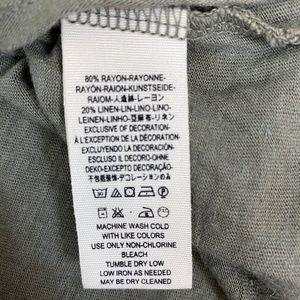 80% RAYON-RAYONNE-
RAYÓN-RAION-KUNSTSEIDE-
RAIOM-人造絲-レーヨン
20% LINEN-LIN-LINO-LINO-
LEINEN-LINHO-亞麻布-リネン
EXCLUSIVE OF DECORATION-
À L'EXCEPTION DE LA DÉCORATION-
EXCLUYENDO LA DECORACIÓN-
ESCLUSO IL DECORO-OHNE
DEKO-EXCEPTO DECORAÇÃO-
不包括裝飾-デコレーションのみ
MACHINE WASH COLD
WITH LIKE COLORS
USE ONLY NON-CHLORINE
BLEACH
TUMBLE DRY LOW
LOW IRON AS NEEDED
MAY BE DRY CLEANED